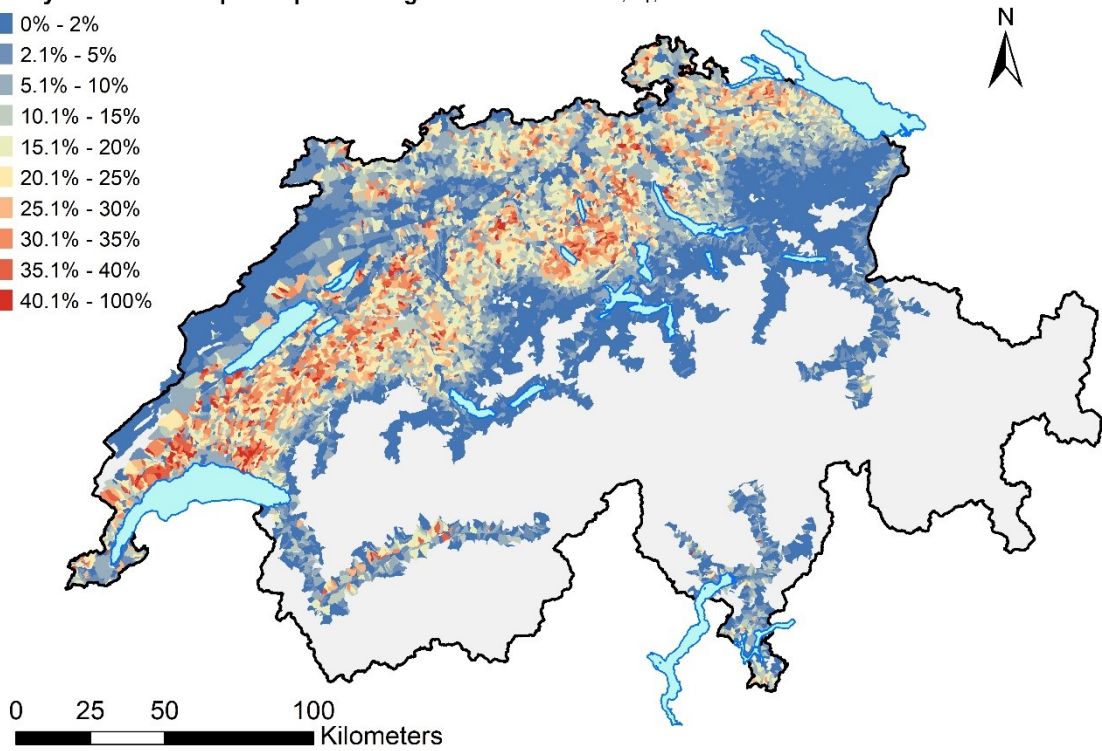 0% - 2%
2.1% - 5%
5.1% - 10%
10.1% - 15%
15.1% - 20%
20.1% - 25%
25.1% - 30%
30.1% - 35%
35.1% - 40%
40.1% - 100%
N
0 25 50 100
Kilometers